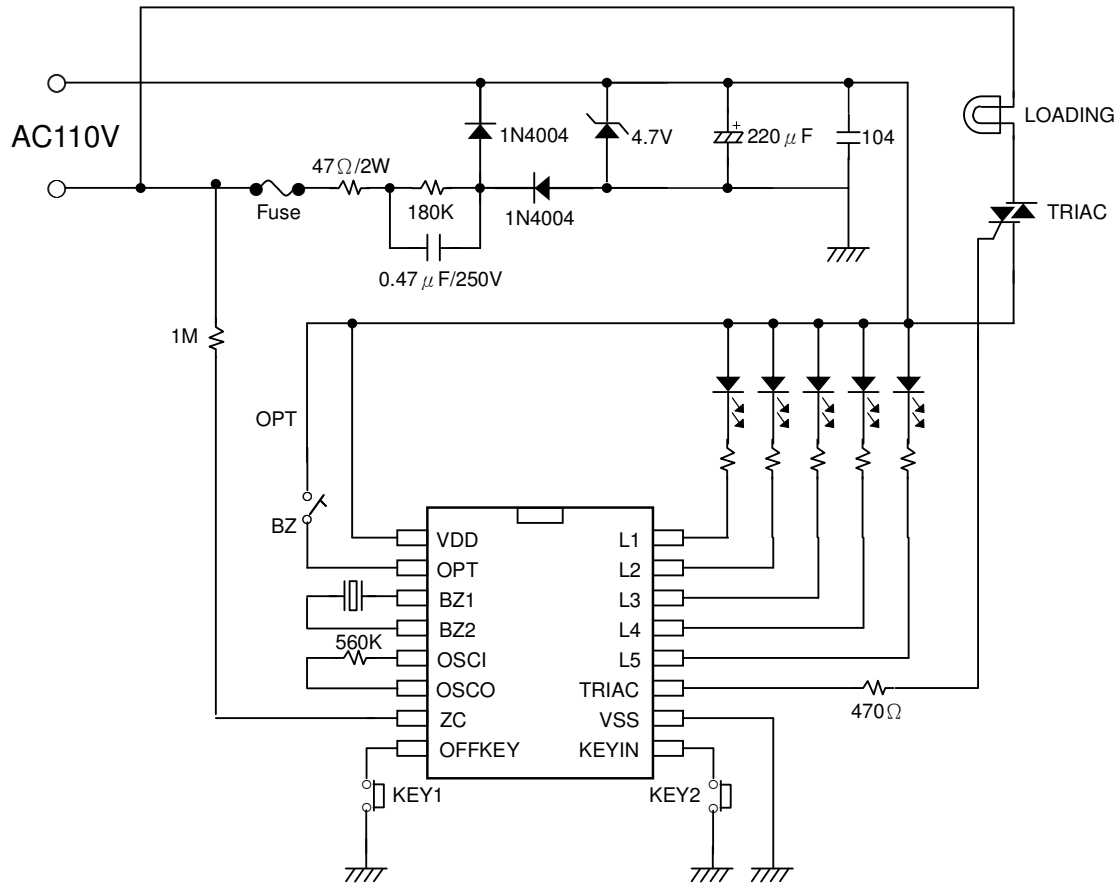 AC110V
LOADING
1N4004
4.7V
220μF
104
47Ω/2W
Fuse
180K
1N4004
TRIAC
0.47μF/250V
1M
OPT
BZ
VDD
L1
OPT
L2
BZ1
L3
BZ2
L4
560K
OSCI
L5
OSCO
TRIAC
470Ω
ZC
VSS
OFFKEY
KEYIN
KEY1
KEY2
+